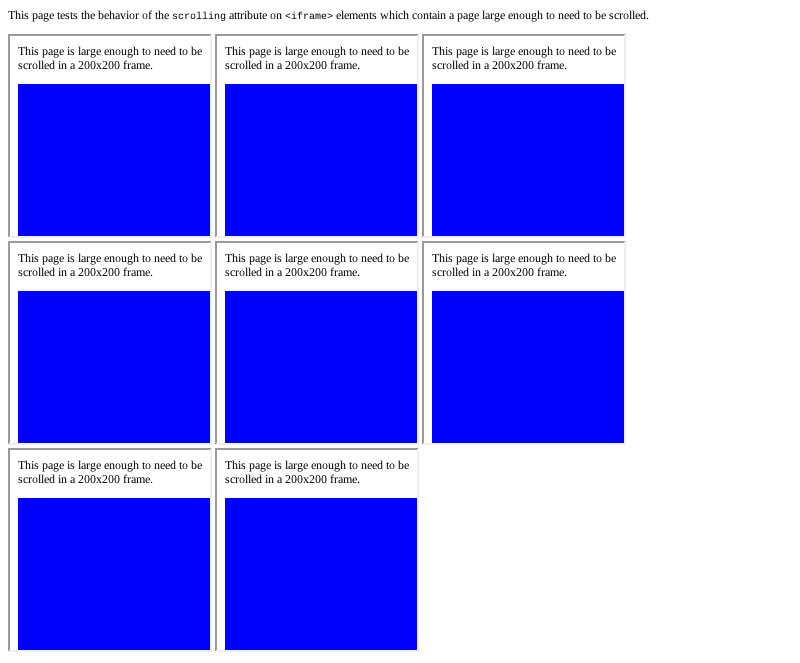 This page tests the behavior of the scrolling attribute on <iframe> elements which contain a page large enough to need to be scrolled.
This page is large enough to need to be
scrolled in a 200x200 frame.
This page is large enough to need to be
scrolled in a 200x200 frame.
This page is large enough to need to be
scrolled in a 200x200 frame.
This page is large enough to need to be
scrolled in a 200x200 frame.
This page is large enough to need to be
scrolled in a 200x200 frame.
This page is large enough to need to be
scrolled in a 200x200 frame.
This page is large enough to need to be
scrolled in a 200x200 frame.
This page is large enough to need to be
scrolled in a 200x200 frame.